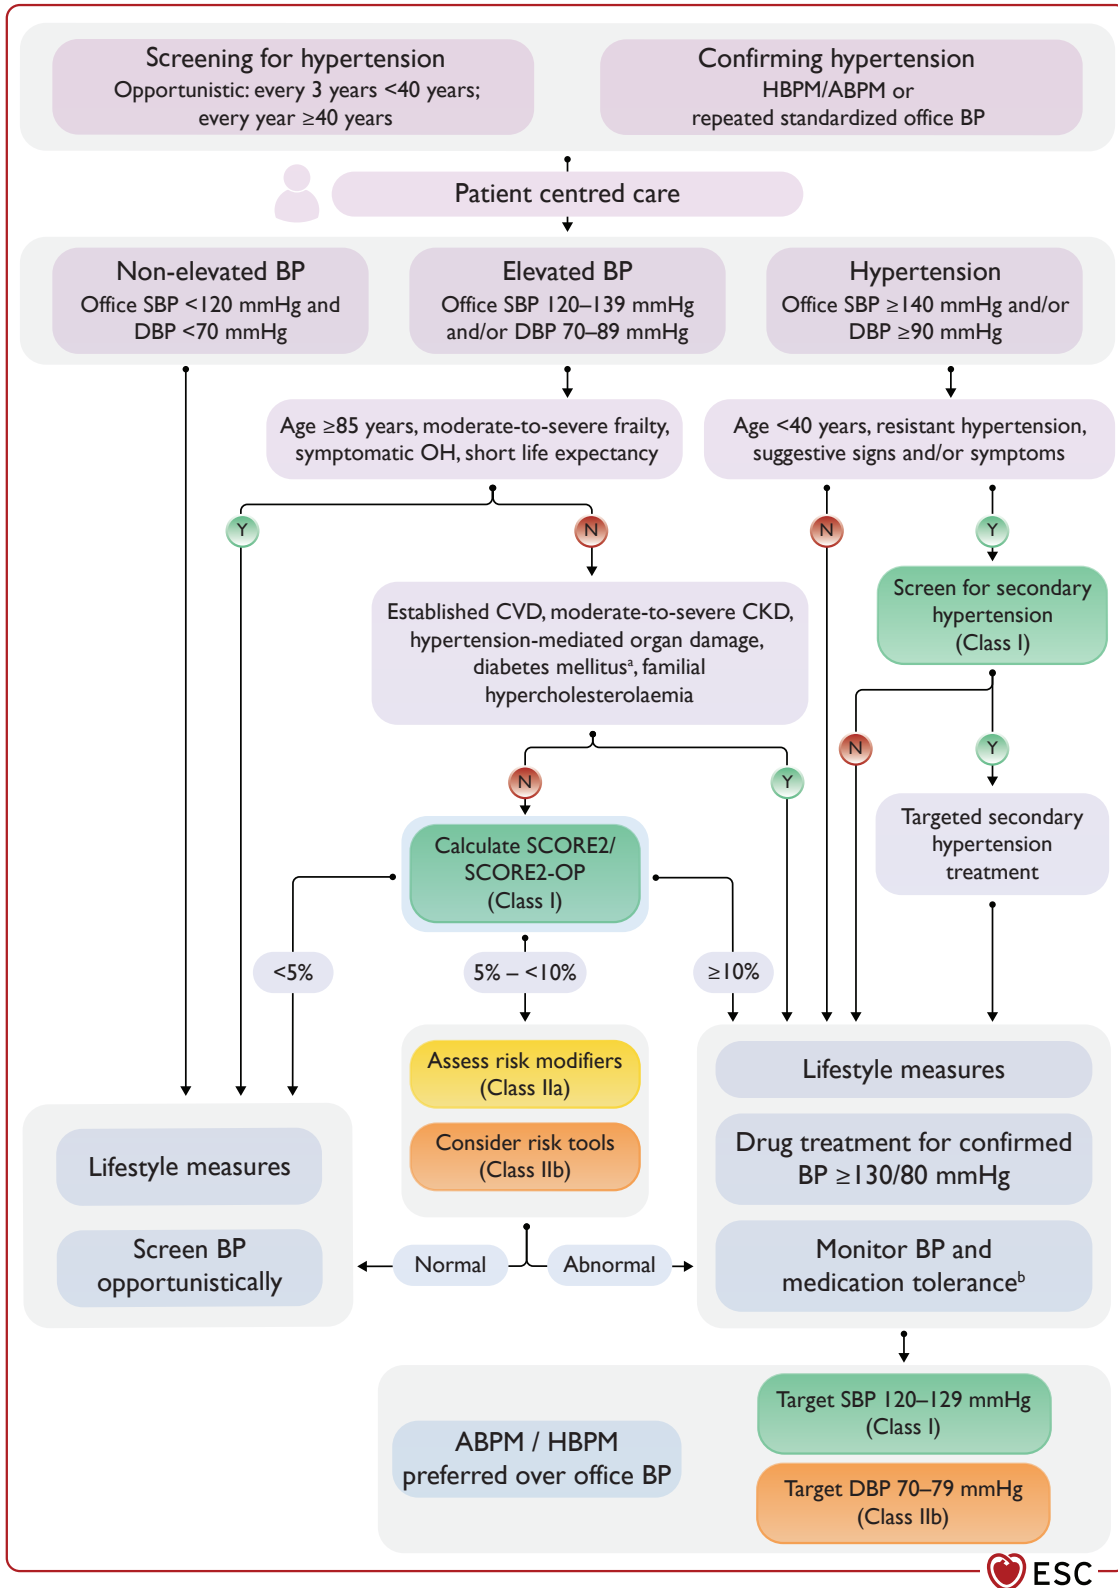 Screening for hypertension
Opportunistic: every 3 years <40 years;
every year ≥40 years
Confirming hypertension
HBPM/ABPM or
repeated standardized office BP
Patient centred care
Non-elevated BP
Office SBP <120 mmHg and
DBP <70 mmHg
Elevated BP
Office SBP 120–139 mmHg
and/or DBP 70–89 mmHg
Hypertension
Office SBP ≥140 mmHg and/or
DBP ≥90 mmHg
Age ≥85 years, moderate-to-severe frailty,
symptomatic OH, short life expectancy
Age <40 years, resistant hypertension,
suggestive signs and/or symptoms
Y
N
N
Y
Established CVD, moderate-to-severe CKD,
hypertension-mediated organ damage,
diabetes mellitusᵃ, familial
hypercholesterolaemia
Screen for secondary
hypertension
(Class I)
N
Y
N
Y
Calculate SCORE2/
SCORE2-OP
(Class I)
Targeted secondary
hypertension
treatment
<5%
5% – <10%
≥10%
Assess risk modifiers
(Class IIa)
Consider risk tools
(Class IIb)
Lifestyle measures
Drug treatment for confirmed
BP ≥130/80 mmHg
Monitor BP and
medication toleranceᵇ
Lifestyle measures
Screen BP
opportunistically
Normal
Abnormal
ABPM / HBPM
preferred over office BP
Target SBP 120–129 mmHg
(Class I)
Target DBP 70–79 mmHg
(Class IIb)
ESC